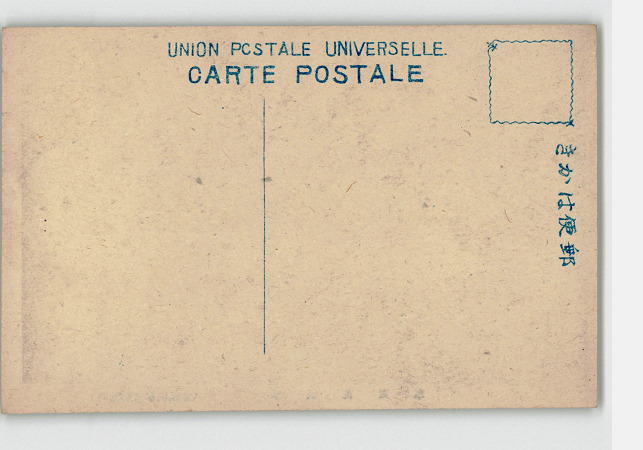 UNION POSTALE UNIVERSELLE.
CARTE POSTALE
きかは便郵